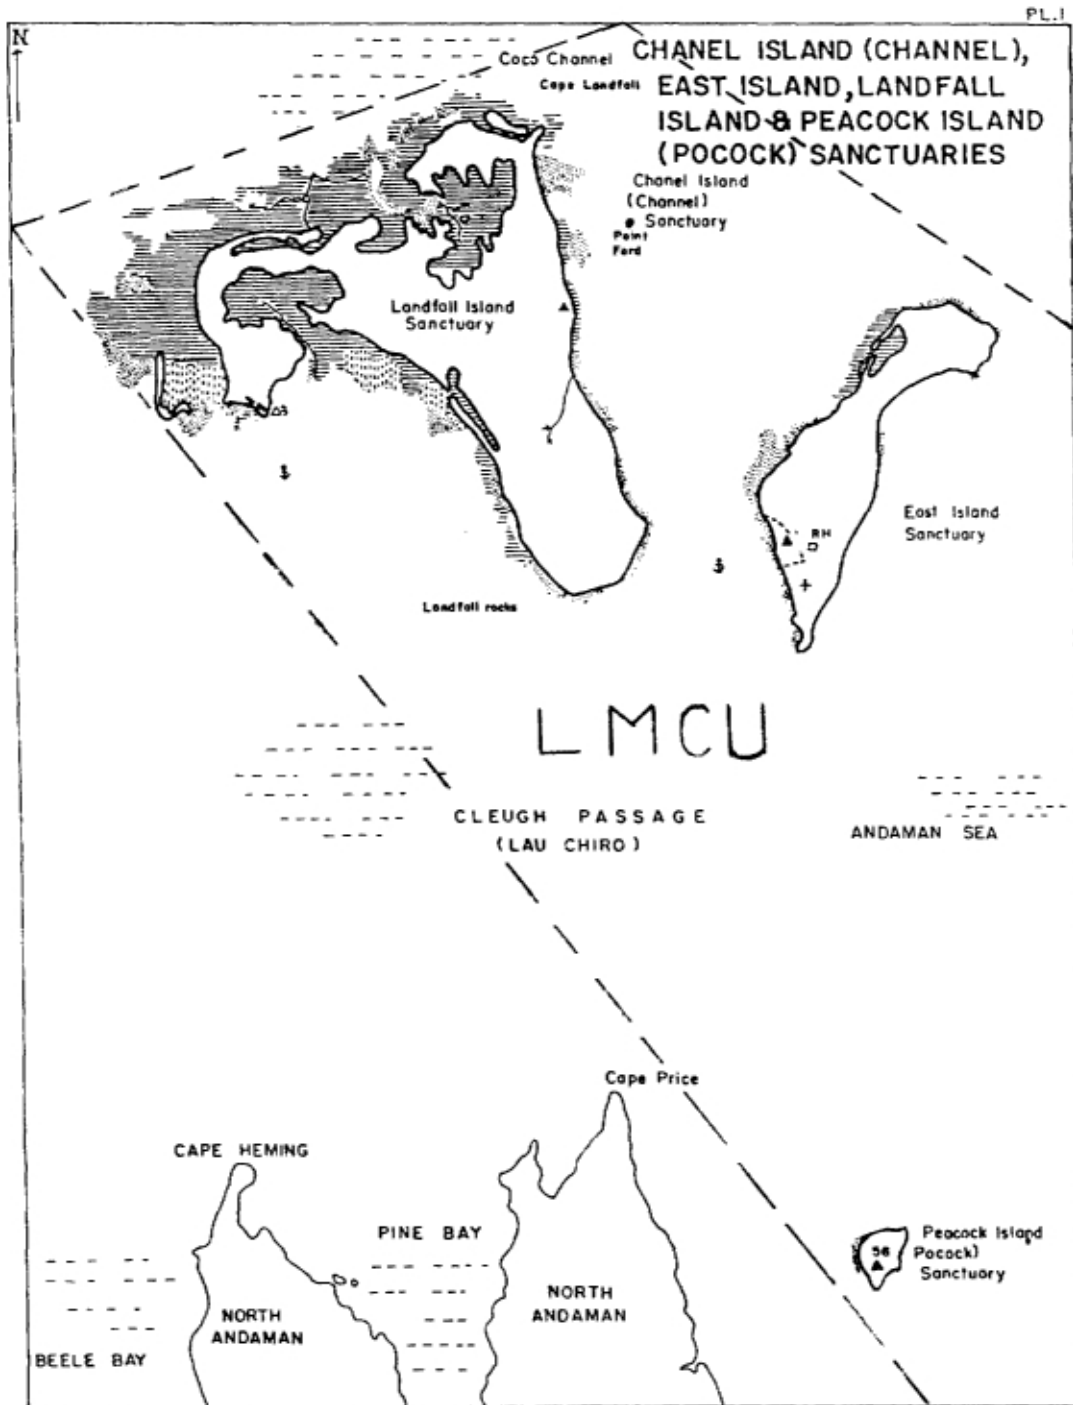 PL.I
N
CHANEL ISLAND (CHANNEL),
EAST ISLAND, LANDFALL
ISLAND & PEACOCK ISLAND
(POCOCK) SANCTUARIES
Coco Channel
Cape Landfall
Chanel Island
(Channel)
Sanctuary
Point
Ford
Landfall Island
Sanctuary
East Island
Sanctuary
RH
Landfall rocks
LMCU
CLEUGH PASSAGE
(LAU CHIRO)
ANDAMAN SEA
Cape Price
CAPE HEMING
PINE BAY
Peacock Island
Pocock)
Sanctuary
56
NORTH
ANDAMAN
NORTH
ANDAMAN
BEELE BAY